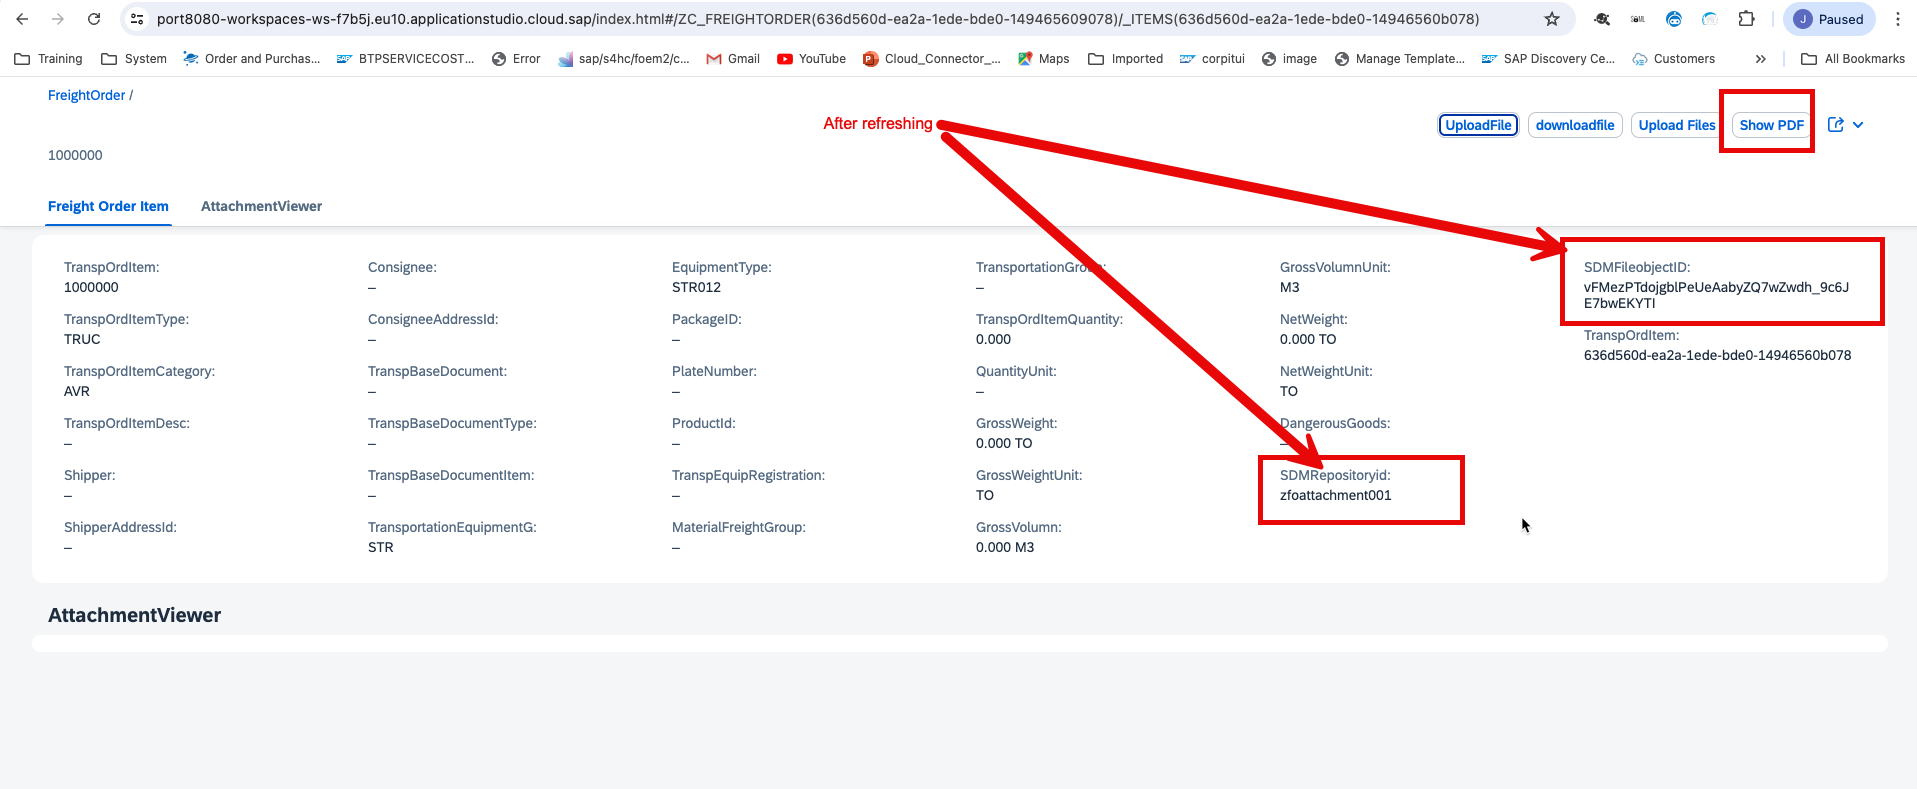 port8080-workspaces-ws-f7b5j.eu10.applicationstudio.cloud.sap/index.html#/ZC_FREIGHTORDER(636d560d-ea2a-1ede-bde0-149465609078)/_ITEMS(636d560d-ea2a-1ede-bde0-14946560b078)
J Paused
Training System Order and Purchas... BTPSERVICECOST... Error sap/s4hc/foem2/c... Gmail YouTube Cloud_Connector_... Maps Imported corpitui image Manage Template... SAP Discovery Ce... Customers » All Bookmarks
FreightOrder /
After refreshing
UploadFile downloadfile Upload Files Show PDF
1000000
Freight Order Item AttachmentViewer
TranspOrdItem:
1000000
TranspOrdItemType:
TRUC
TranspOrdItemCategory:
AVR
TranspOrdItemDesc:
–
Shipper:
–
ShipperAddressId:
–
Consignee:
–
ConsigneeAddressId:
–
TranspBaseDocument:
–
TranspBaseDocumentType:
–
TranspBaseDocumentItem:
–
TransportationEquipmentG:
STR
EquipmentType:
STR012
PackageID:
–
PlateNumber:
–
ProductId:
–
TranspEquipRegistration:
–
MaterialFreightGroup:
–
TransportationGroup:
–
TranspOrdItemQuantity:
0.000
QuantityUnit:
–
GrossWeight:
0.000 TO
GrossWeightUnit:
TO
GrossVolumn:
0.000 M3
GrossVolumnUnit:
M3
NetWeight:
0.000 TO
NetWeightUnit:
TO
DangerousGoods:
–
SDMRepositoryid:
zfoattachment001
SDMFileobjectID:
vFMezPTdojgblPeUeAabyZQ7wZwdh_9c6J
E7bwEKYTI
TranspOrdItem:
636d560d-ea2a-1ede-bde0-14946560b078
AttachmentViewer